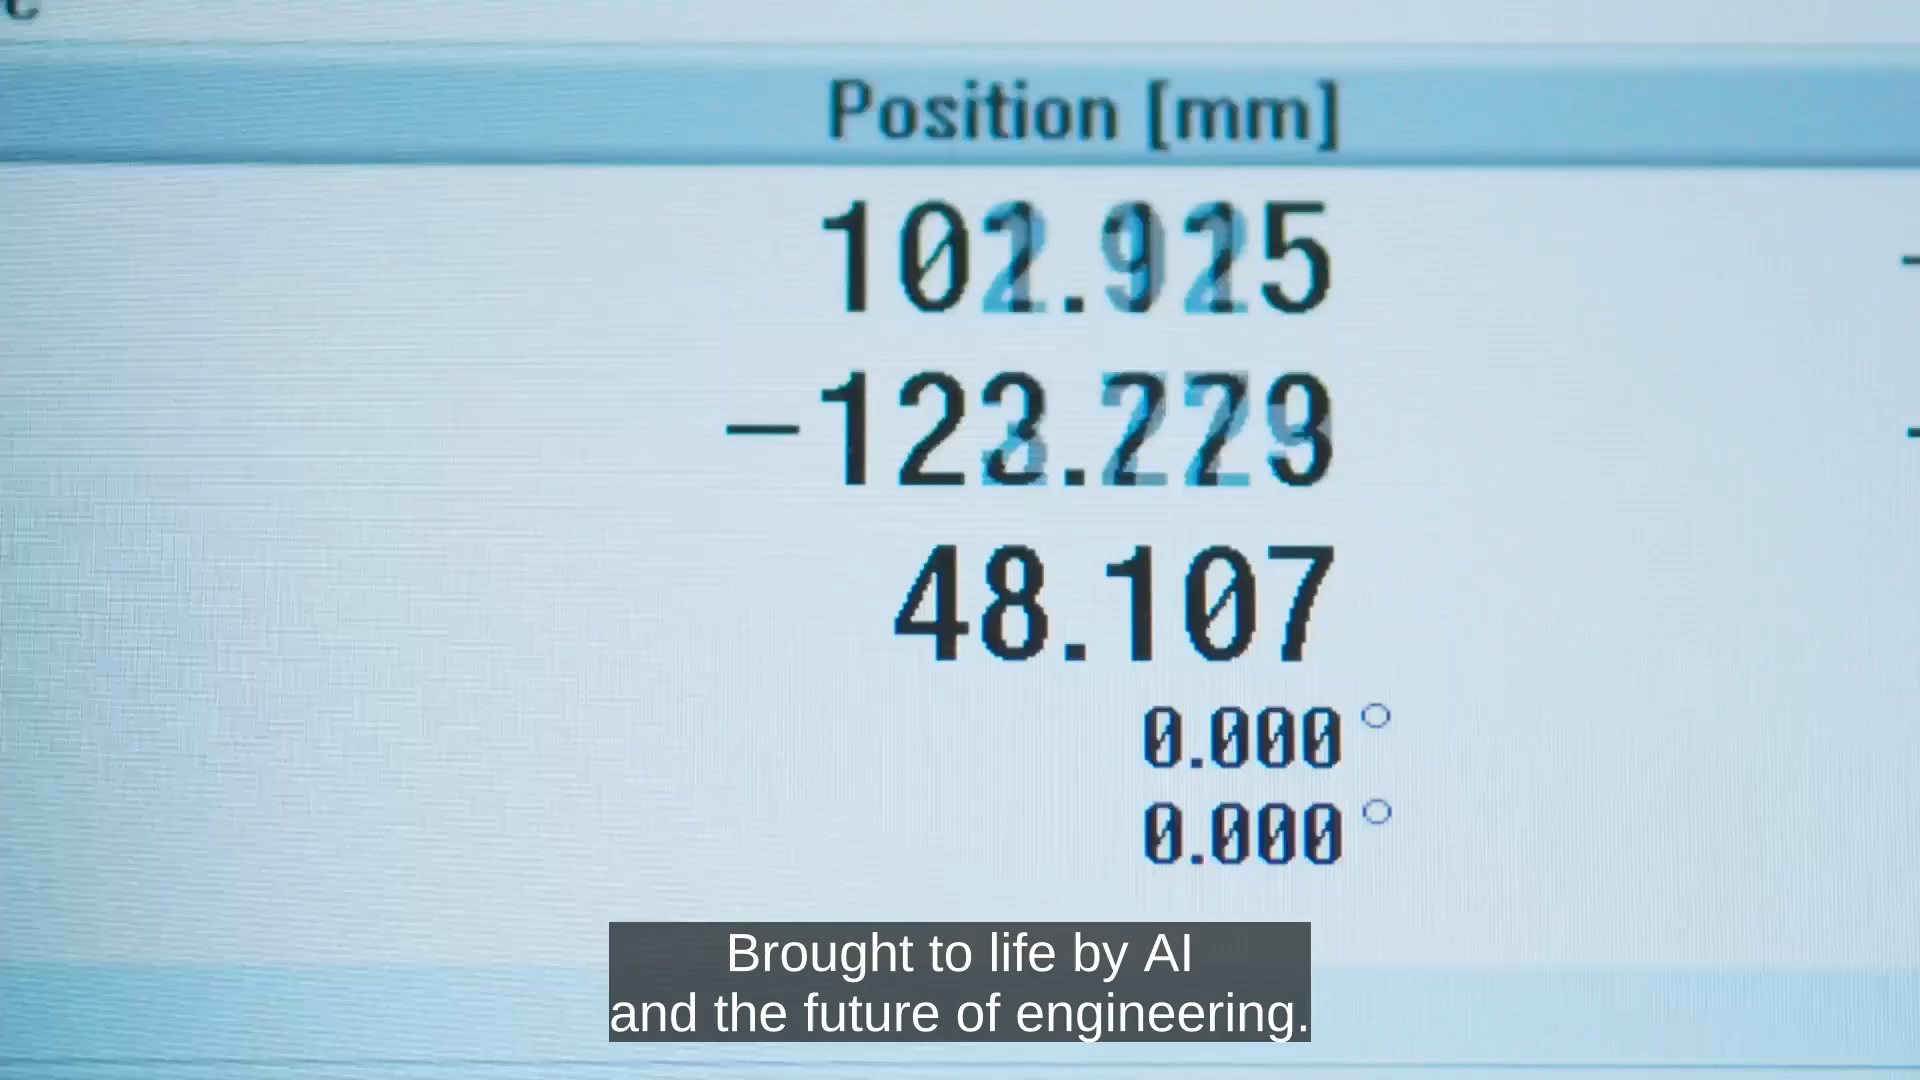 Position [mm]
48.107
0.000°
0.000°
Brought to life by AI
and the future of engineering.